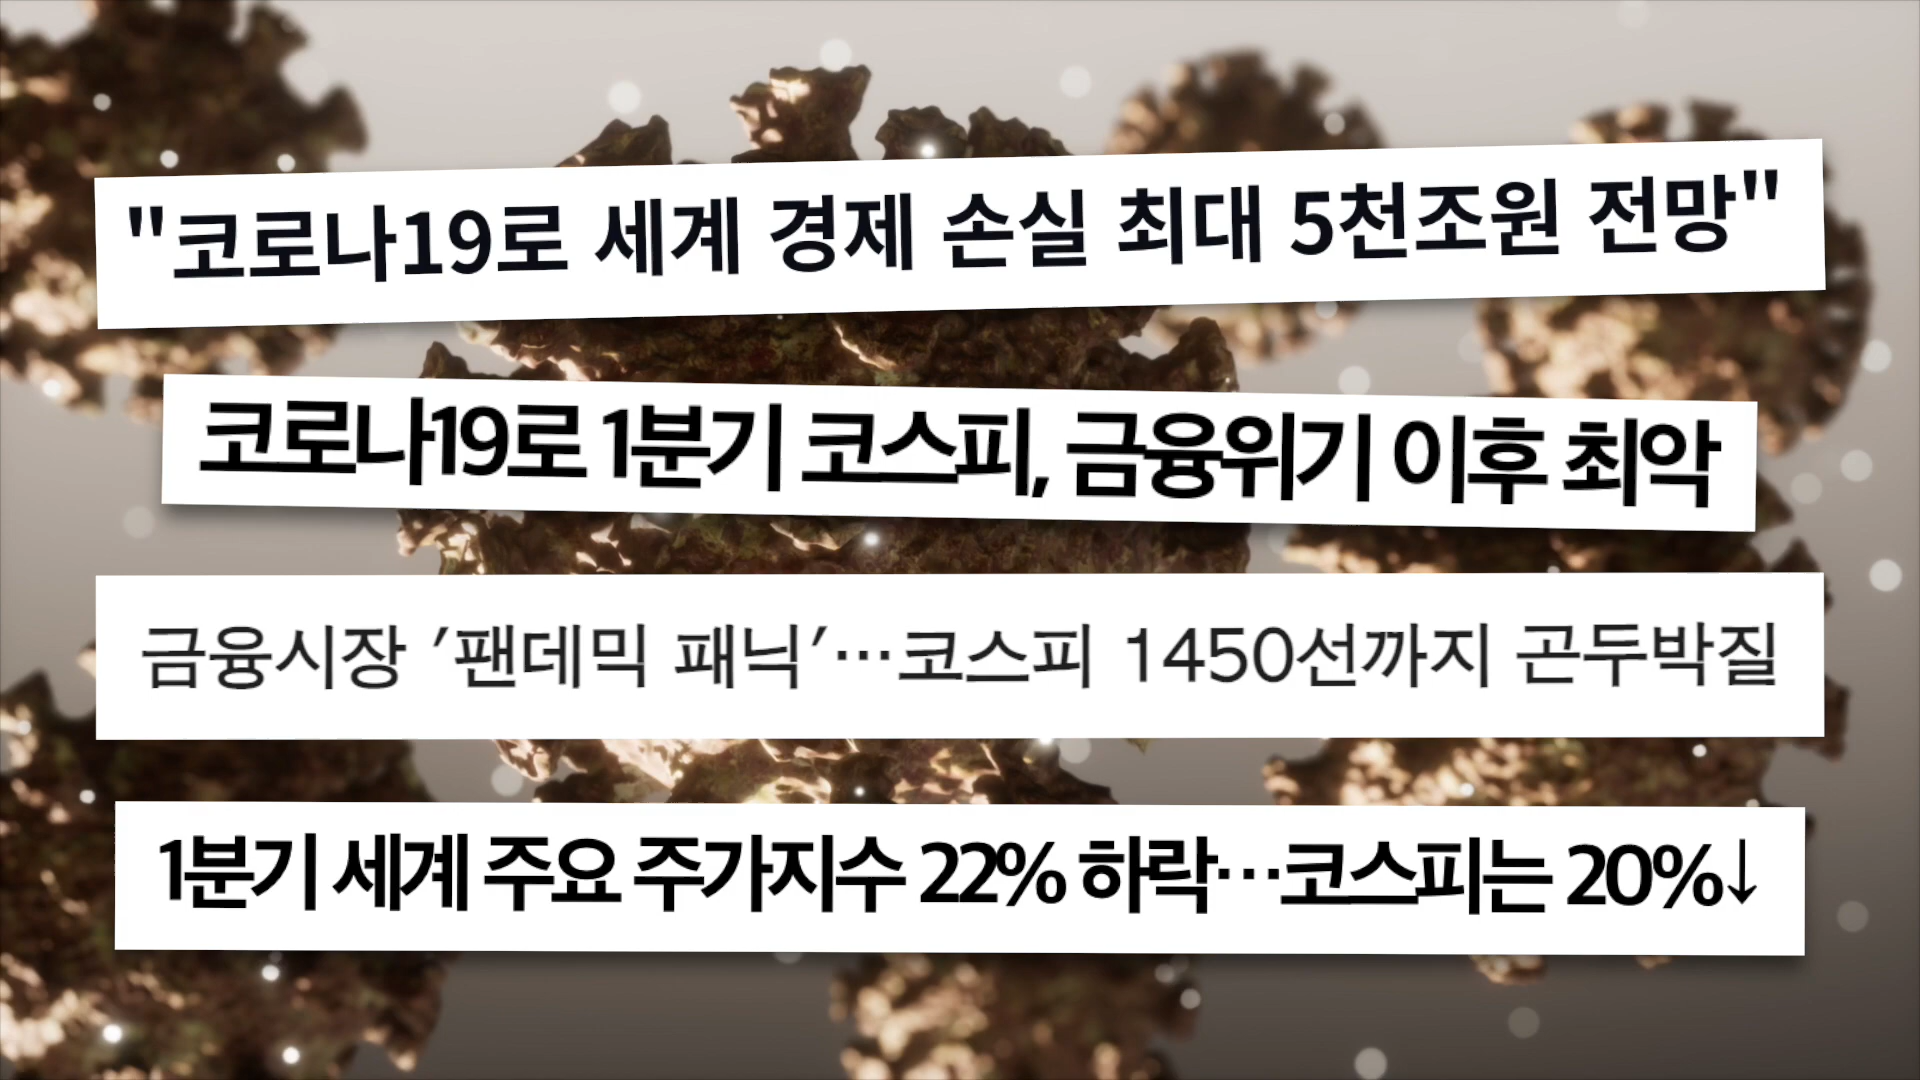 "코로나19로 세계 경제 손실 최대 5천조원 전망"
코로나19로 1분기 코스피, 금융위기 이후 최악
금융시장 '팬데믹 패닉'…코스피 1450선까지 곤두박질
1분기 세계 주요 주가지수 22% 하락…코스피는 20%↓